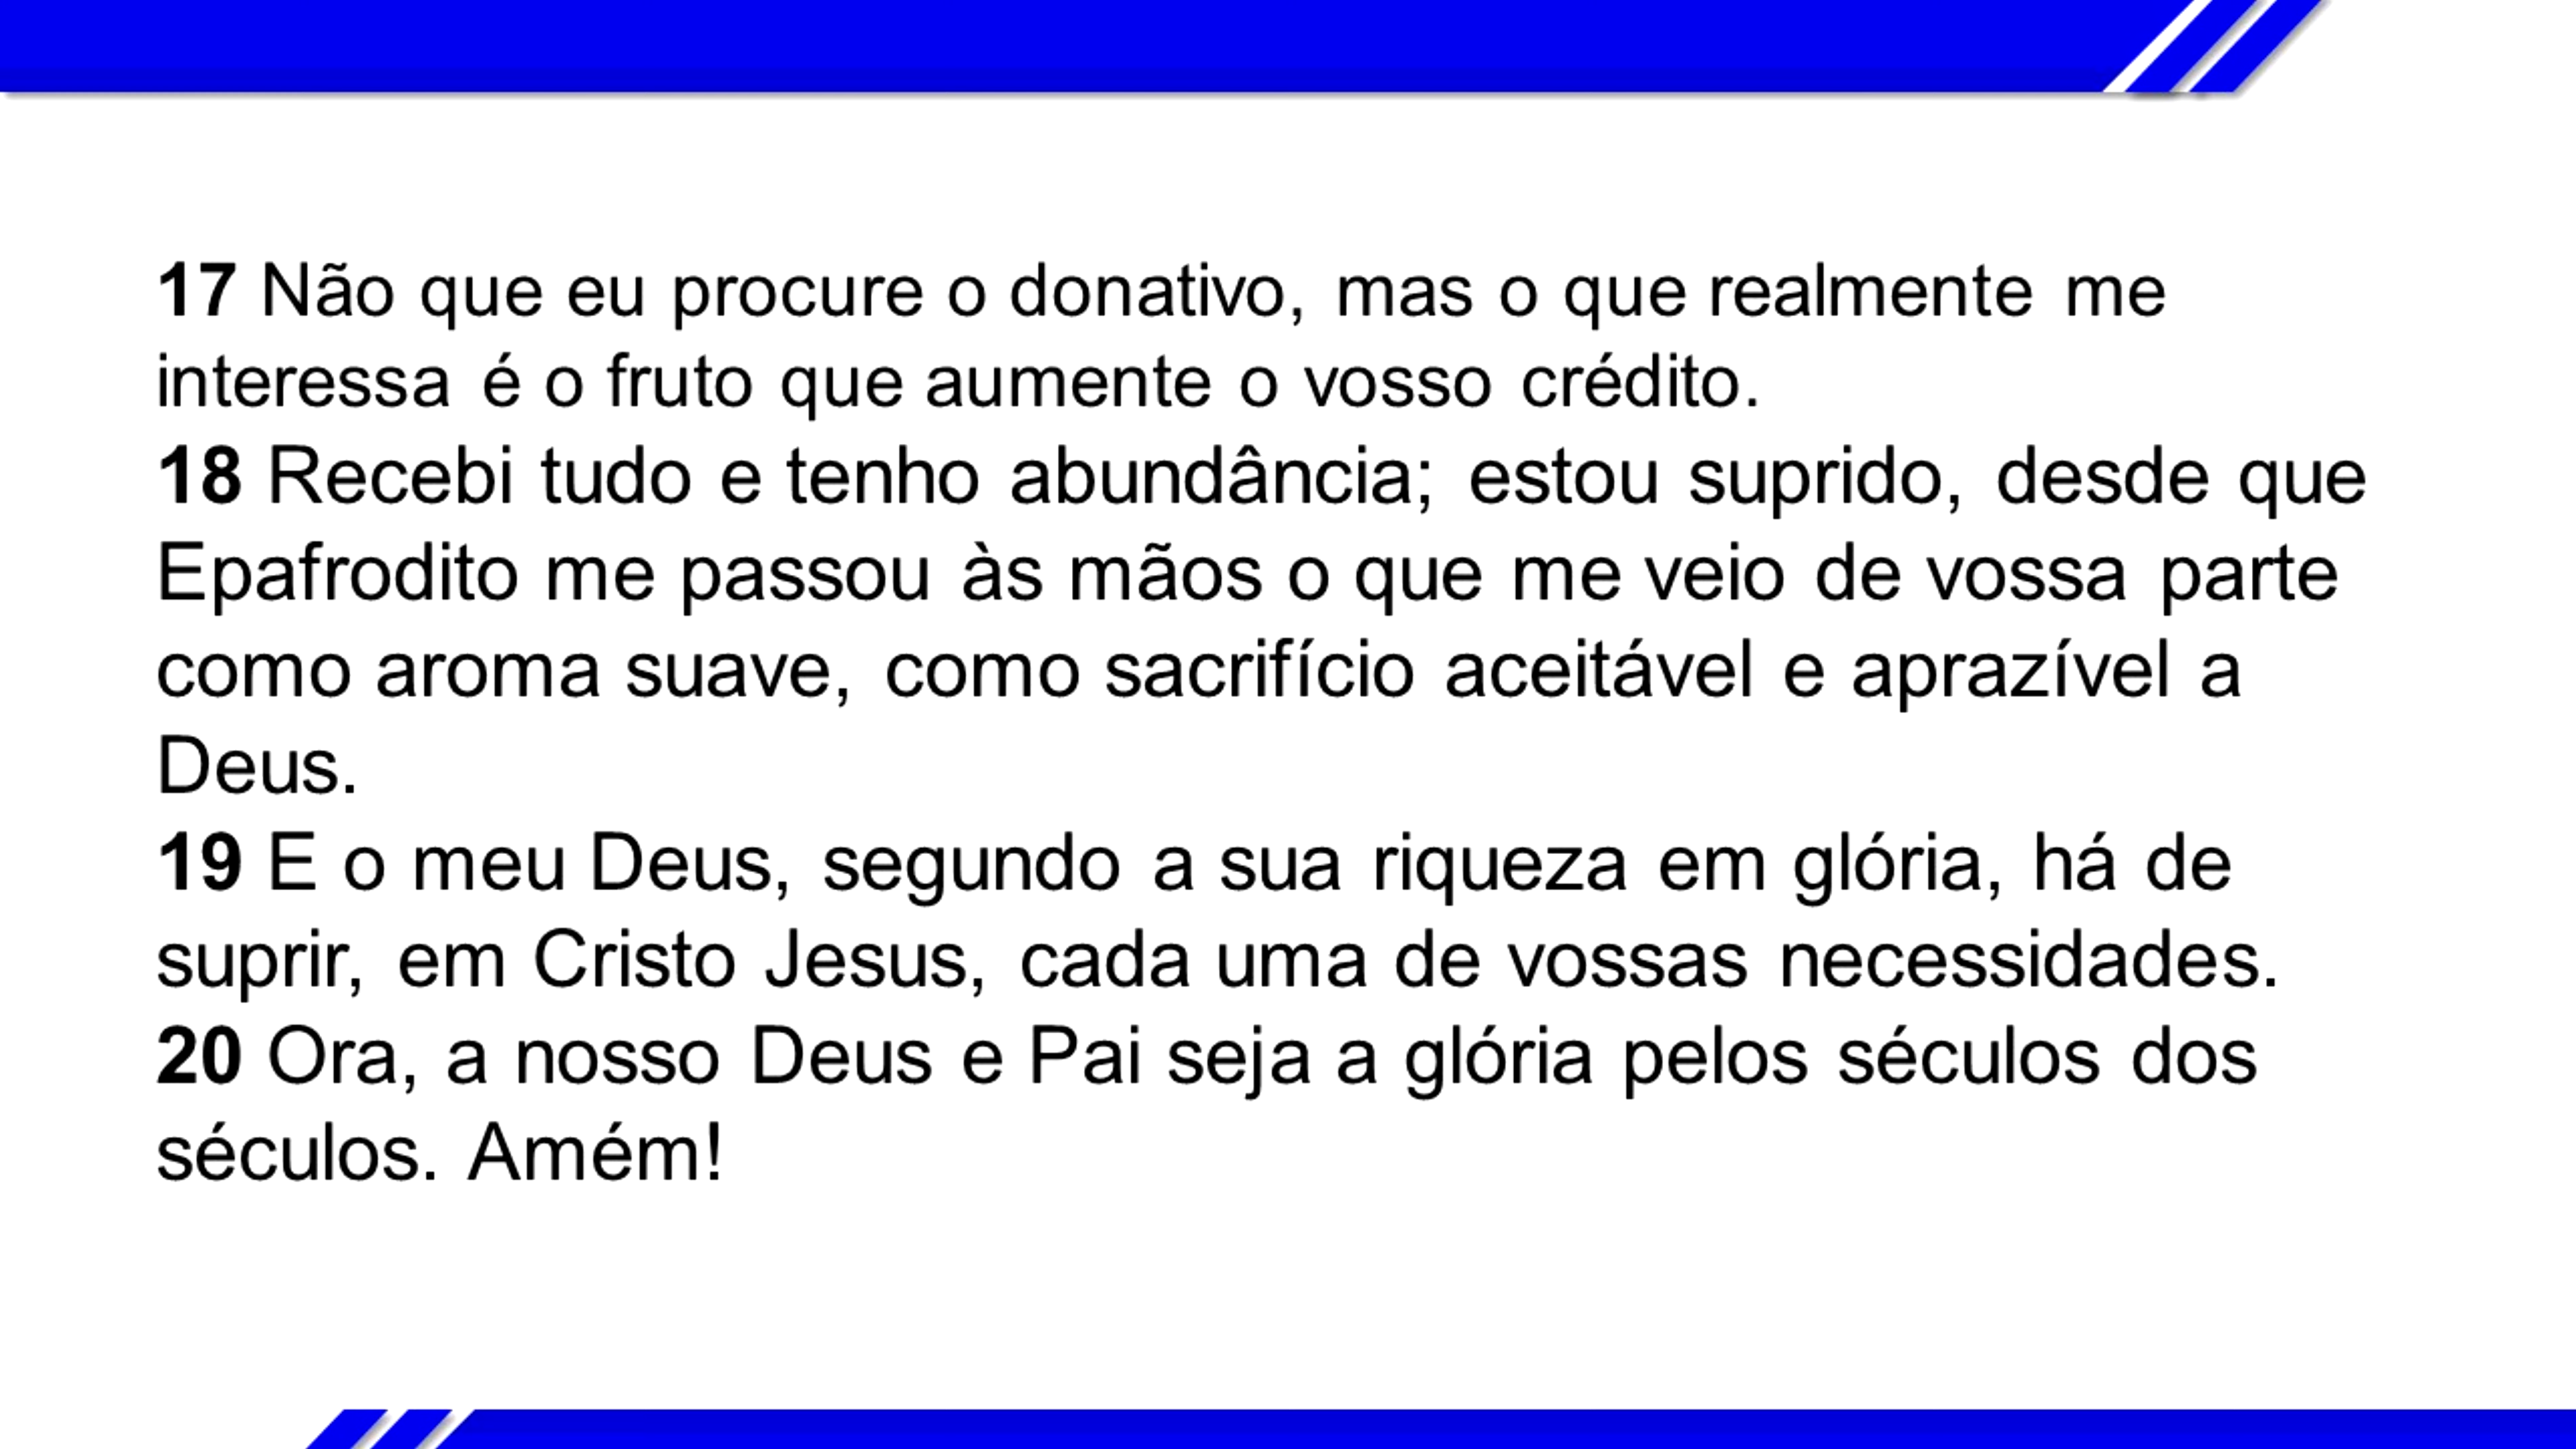 17 Não que eu procure o donativo, mas o que realmente me
interessa é o fruto que aumente o vosso crédito.
18 Recebi tudo e tenho abundância; estou suprido, desde que
Epafrodito me passou às mãos o que me veio de vossa parte
como aroma suave, como sacrifício aceitável e aprazível a
Deus.
19 E o meu Deus, segundo a sua riqueza em glória, há de
suprir, em Cristo Jesus, cada uma de vossas necessidades.
20 Ora, a nosso Deus e Pai seja a glória pelos séculos dos
séculos. Amém!